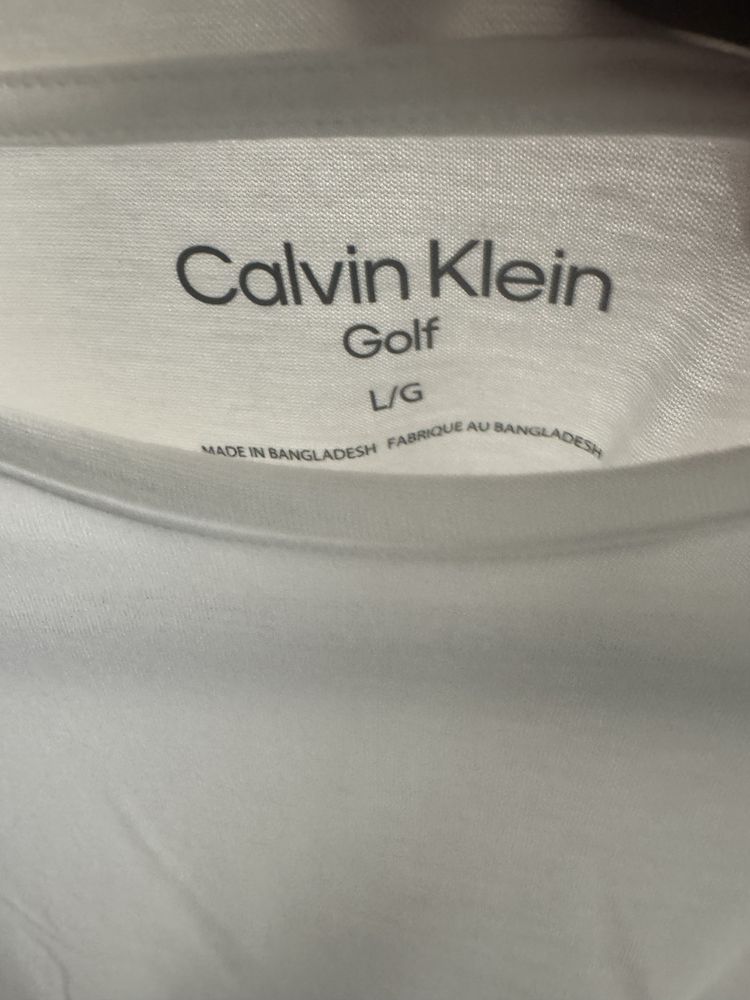 Calvin Klein
Golf
L/G
MADE IN BANGLADESH FABRIQUE AU BANGLADESH